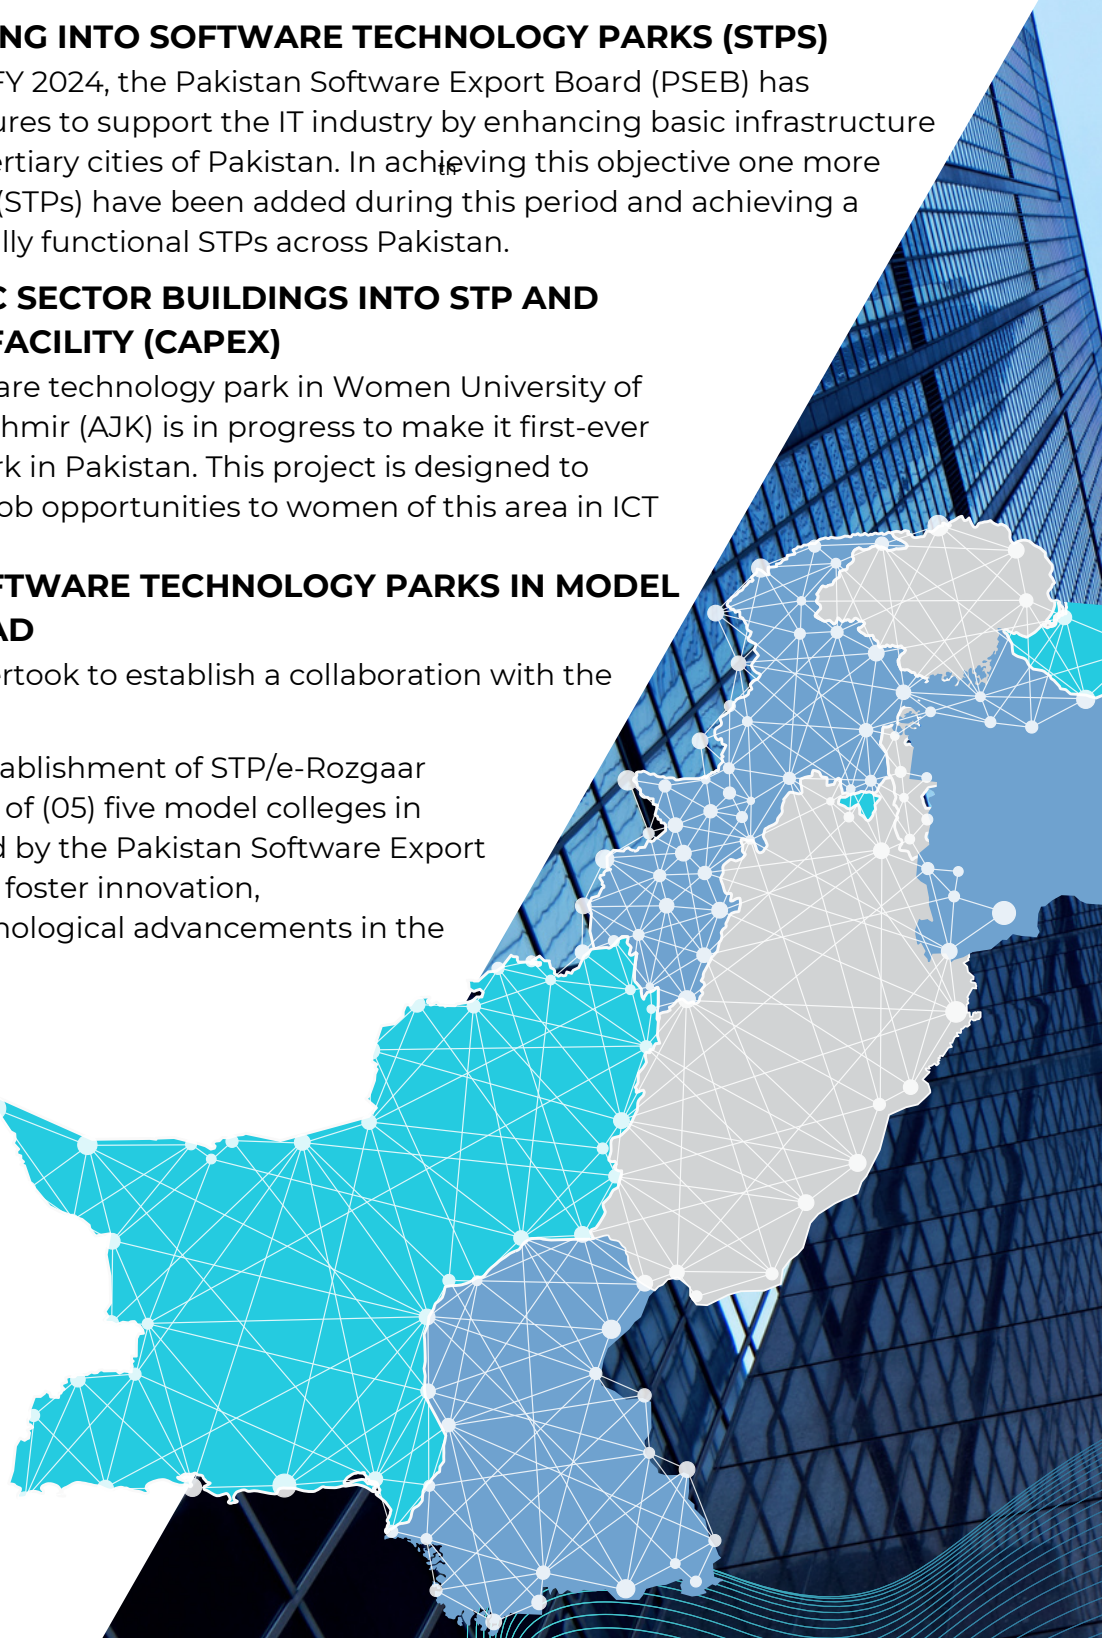 NG INTO SOFTWARE TECHNOLOGY PARKS (STPS)
FY 2024, the Pakistan Software Export Board (PSEB) has
ures to support the IT industry by enhancing basic infrastructure
ertiary cities of Pakistan. In achieving this objective one more
th
(STPs) have been added during this period and achieving a
lly functional STPs across Pakistan.
C SECTOR BUILDINGS INTO STP AND
FACILITY (CAPEX)
are technology park in Women University of
hmir (AJK) is in progress to make it first-ever
rk in Pakistan. This project is designed to
ob opportunities to women of this area in ICT
FTWARE TECHNOLOGY PARKS IN MODEL
AD
ertook to establish a collaboration with the
ablishment of STP/e-Rozgaar
of (05) five model colleges in
d by the Pakistan Software Export
foster innovation,
nological advancements in the